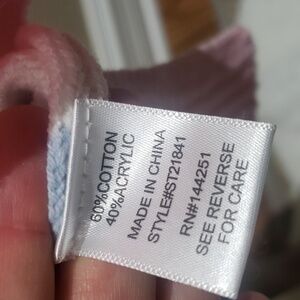 60%COTTON
40%ACRYLIC
MADE IN CHINA
STYLE#ST21841
RN#144251
SEE REVERSE
FOR CARE